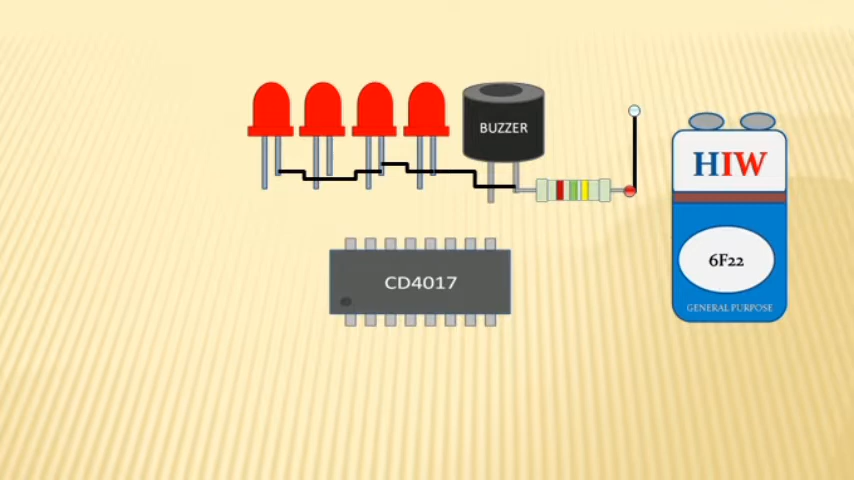 BUZZER
HIW
CD4017
6F22
GENERAL PURPOSE